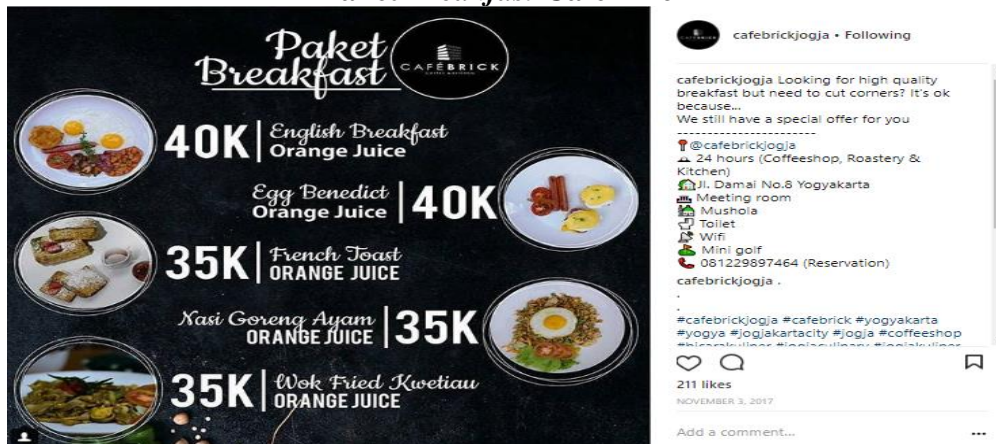 Paket
Breakfast
CAFÉBRICK
40K English Breakfast
Orange Juice
Egg Benedict
Orange Juice 40K
35K French Toast
ORANGE JUICE
Nasi Goreng Ayam 35K
ORANGE JUICE
35K Wok Fried Kwetiau
ORANGE JUICE
cafebrickjogja • Following
cafebrickjogja Looking for high quality
breakfast but need to cut corners? It's ok
because...
We still have a special offer for you
-----------------------
@cafebrickjogja
24 hours (Coffeeshop, Roastery &
Kitchen)
Jl. Damai No.8 Yogyakarta
Meeting room
Mushola
Toilet
Wifi
Mini golf
081229897464 (Reservation)
cafebrickjogja .
.
.
#cafebrickjogja #cafebrick #yogyakarta
#yogya #jogjakartacity #jogja #coffeeshop
#bicarakuliner #jogjaculinary #jogjakuliner
211 likes
NOVEMBER 3, 2017
Add a comment...